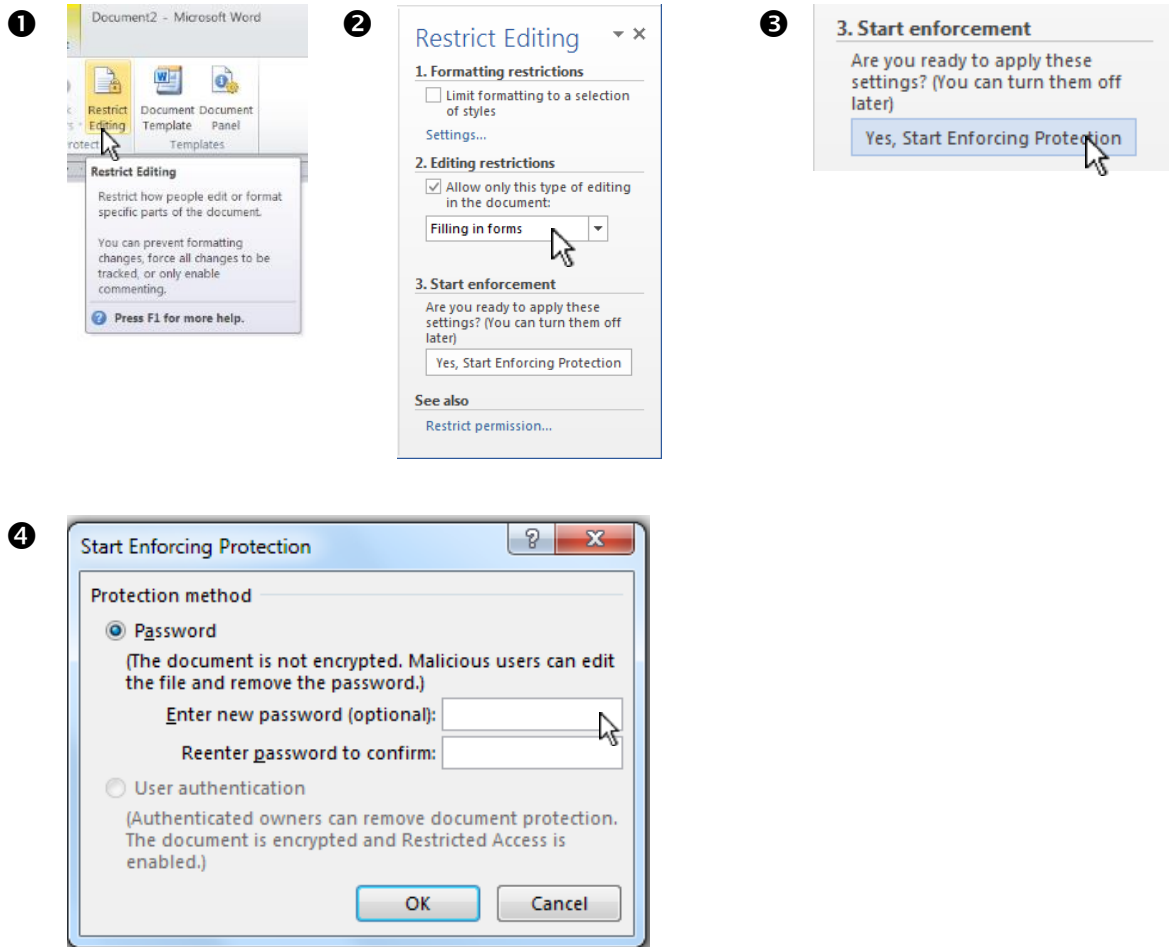 ❶
Document2 - Microsoft Word
Restrict
Editing
Document
Template
Document
Panel
Templates
Restrict Editing
Restrict how people edit or format
specific parts of the document.
You can prevent formatting
changes, force all changes to be
tracked, or only enable
commenting.
Press F1 for more help.
❷
Restrict Editing
1. Formatting restrictions
Limit formatting to a selection
of styles
Settings...
2. Editing restrictions
Allow only this type of editing
in the document:
Filling in forms
3. Start enforcement
Are you ready to apply these
settings? (You can turn them off
later)
Yes, Start Enforcing Protection
See also
Restrict permission...
❸
3. Start enforcement
Are you ready to apply these
settings? (You can turn them off
later)
Yes, Start Enforcing Protection
❹
Start Enforcing Protection
Protection method
Password
(The document is not encrypted. Malicious users can edit
the file and remove the password.)
Enter new password (optional):
Reenter password to confirm:
User authentication
(Authenticated owners can remove document protection.
The document is encrypted and Restricted Access is
enabled.)
OK
Cancel